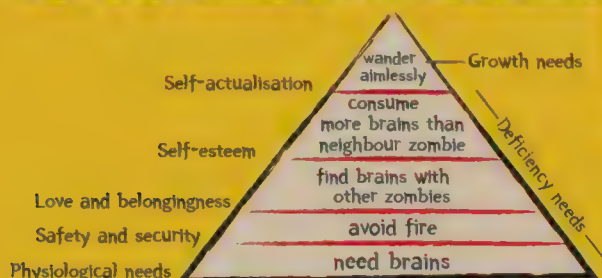 wander
aimlessly
Growth needs
Self-actualisation
consume
more brains than
neighbour zombie
Self-esteem
Deficiency needs
find brains with
other zombies
Love and belongingness
avoid fire
Safety and security
need brains
Physiological needs